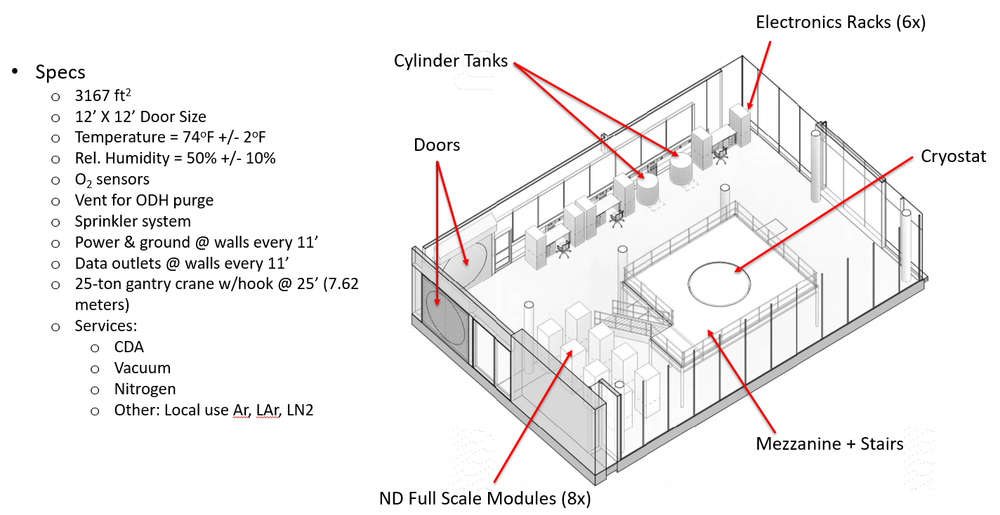 • Specs
o 3167 ft²
o 12’ X 12’ Door Size
o Temperature = 74°F +/- 2°F
o Rel. Humidity = 50% +/- 10%
o O₂ sensors
o Vent for ODH purge
o Sprinkler system
o Power & ground @ walls every 11’
o Data outlets @ walls every 11’
o 25-ton gantry crane w/hook @ 25’ (7.62
meters)
o Services:
o CDA
o Vacuum
o Nitrogen
o Other: Local use Ar, LAr, LN2
Electronics Racks (6x)
Cylinder Tanks
Doors
Cryostat
Mezzanine + Stairs
ND Full Scale Modules (8x)